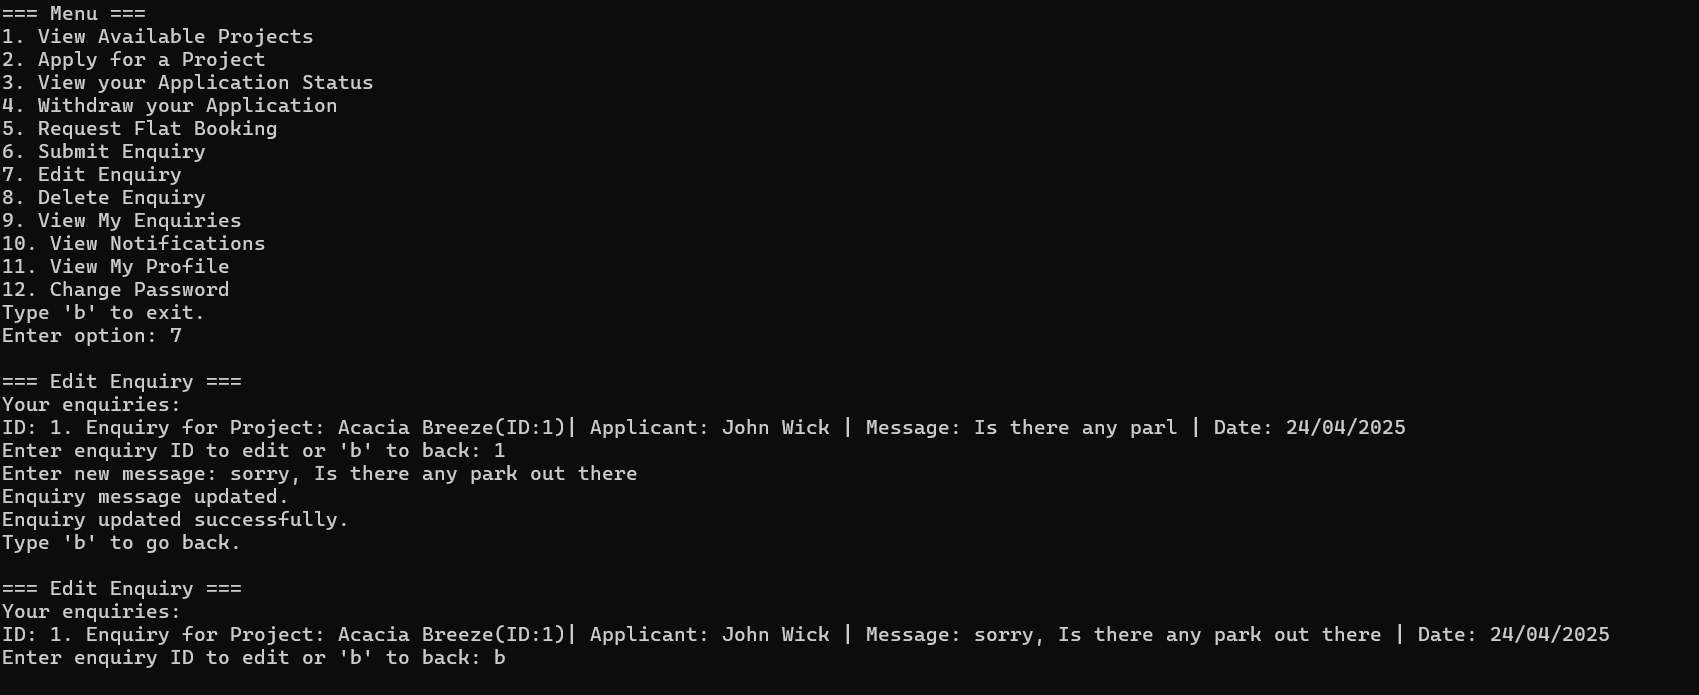 === Menu ===
1. View Available Projects
2. Apply for a Project
3. View your Application Status
4. Withdraw your Application
5. Request Flat Booking
6. Submit Enquiry
7. Edit Enquiry
8. Delete Enquiry
9. View My Enquiries
10. View Notifications
11. View My Profile
12. Change Password
Type 'b' to exit.
Enter option: 7
=== Edit Enquiry ===
Your enquiries:
ID: 1. Enquiry for Project: Acacia Breeze(ID:1)| Applicant: John Wick | Message: Is there any parl | Date: 24/04/2025
Enter enquiry ID to edit or 'b' to back: 1
Enter new message: sorry, Is there any park out there
Enquiry message updated.
Enquiry updated successfully.
Type 'b' to go back.
=== Edit Enquiry ===
Your enquiries:
ID: 1. Enquiry for Project: Acacia Breeze(ID:1)| Applicant: John Wick | Message: sorry, Is there any park out there | Date: 24/04/2025
Enter enquiry ID to edit or 'b' to back: b